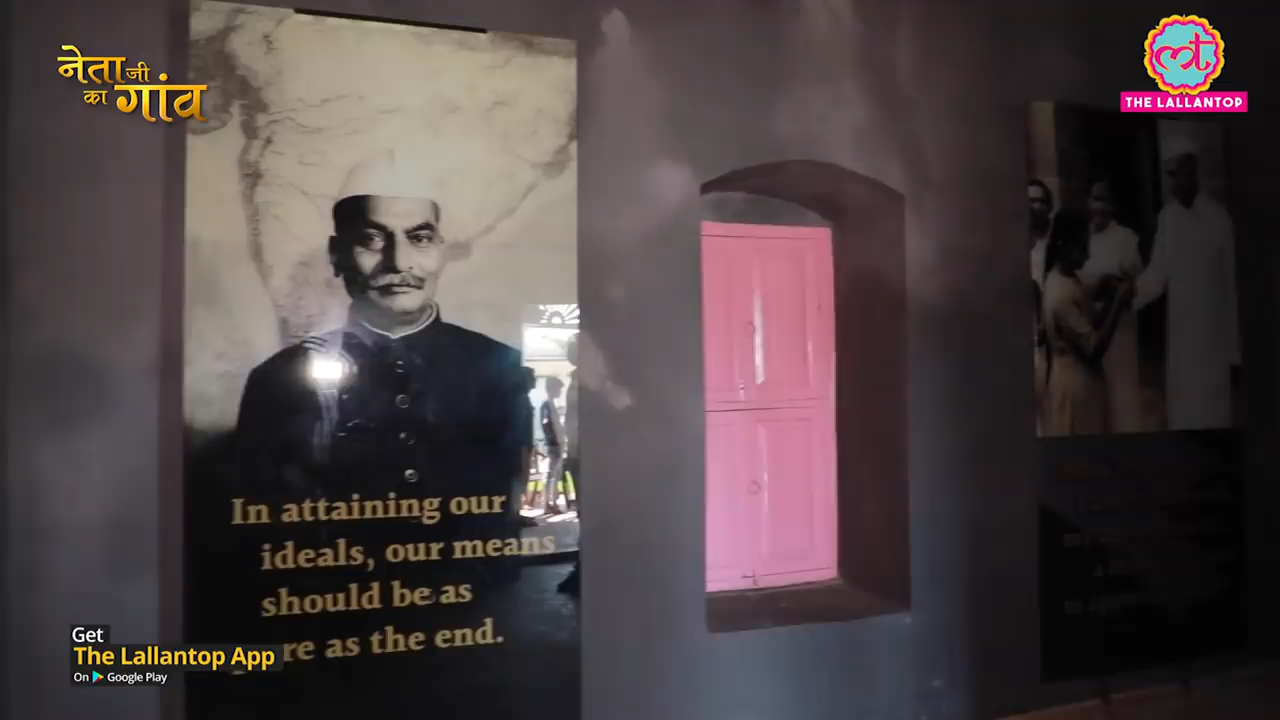 नेता जी
का गांव
THE LALLANTOP
In attaining our
ideals, our means
should be as
re as the end.
Get
The Lallantop App
On Google Play